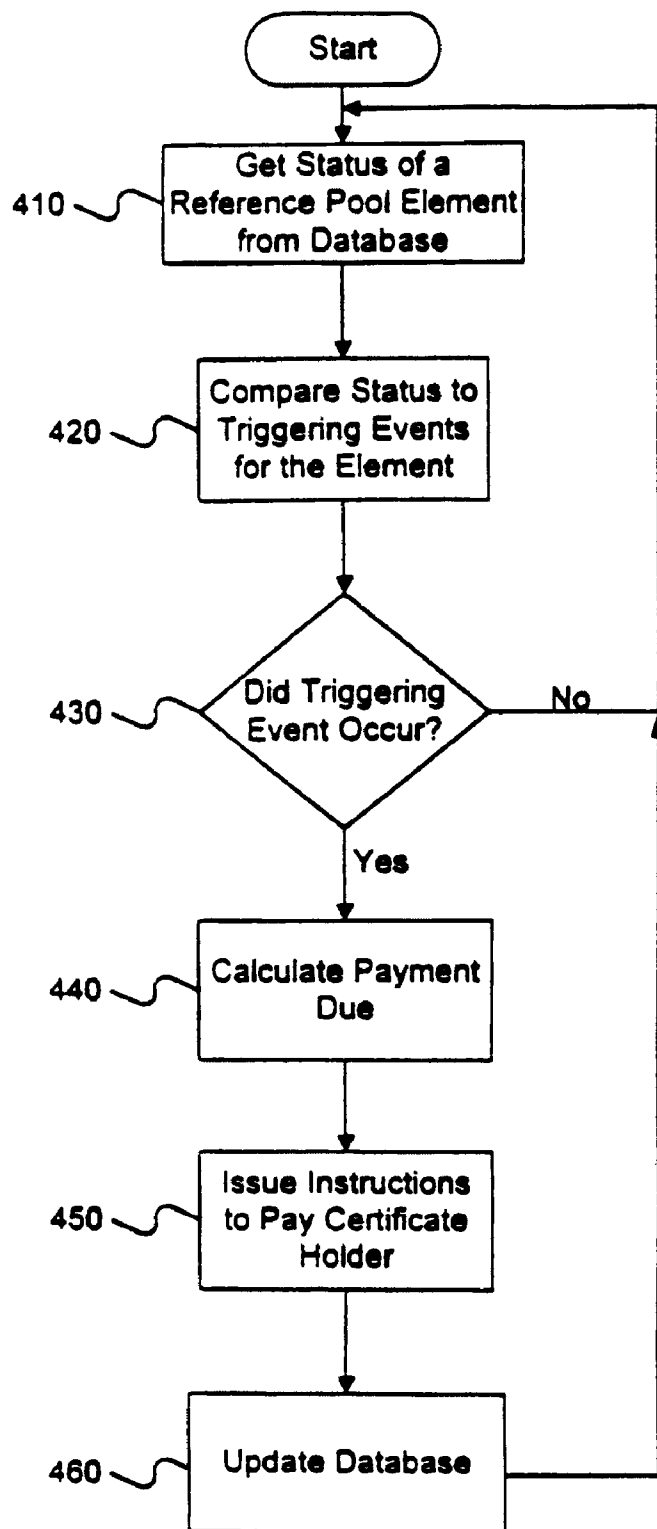 Start
Get Status of a
Reference Pool Element
from Database
410
Compare Status to
Triggering Events
for the Element
420
Did Triggering
Event Occur?
430
No
Yes
Calculate Payment
Due
440
Issue Instructions
to Pay Certificate
Holder
450
Update Database
460